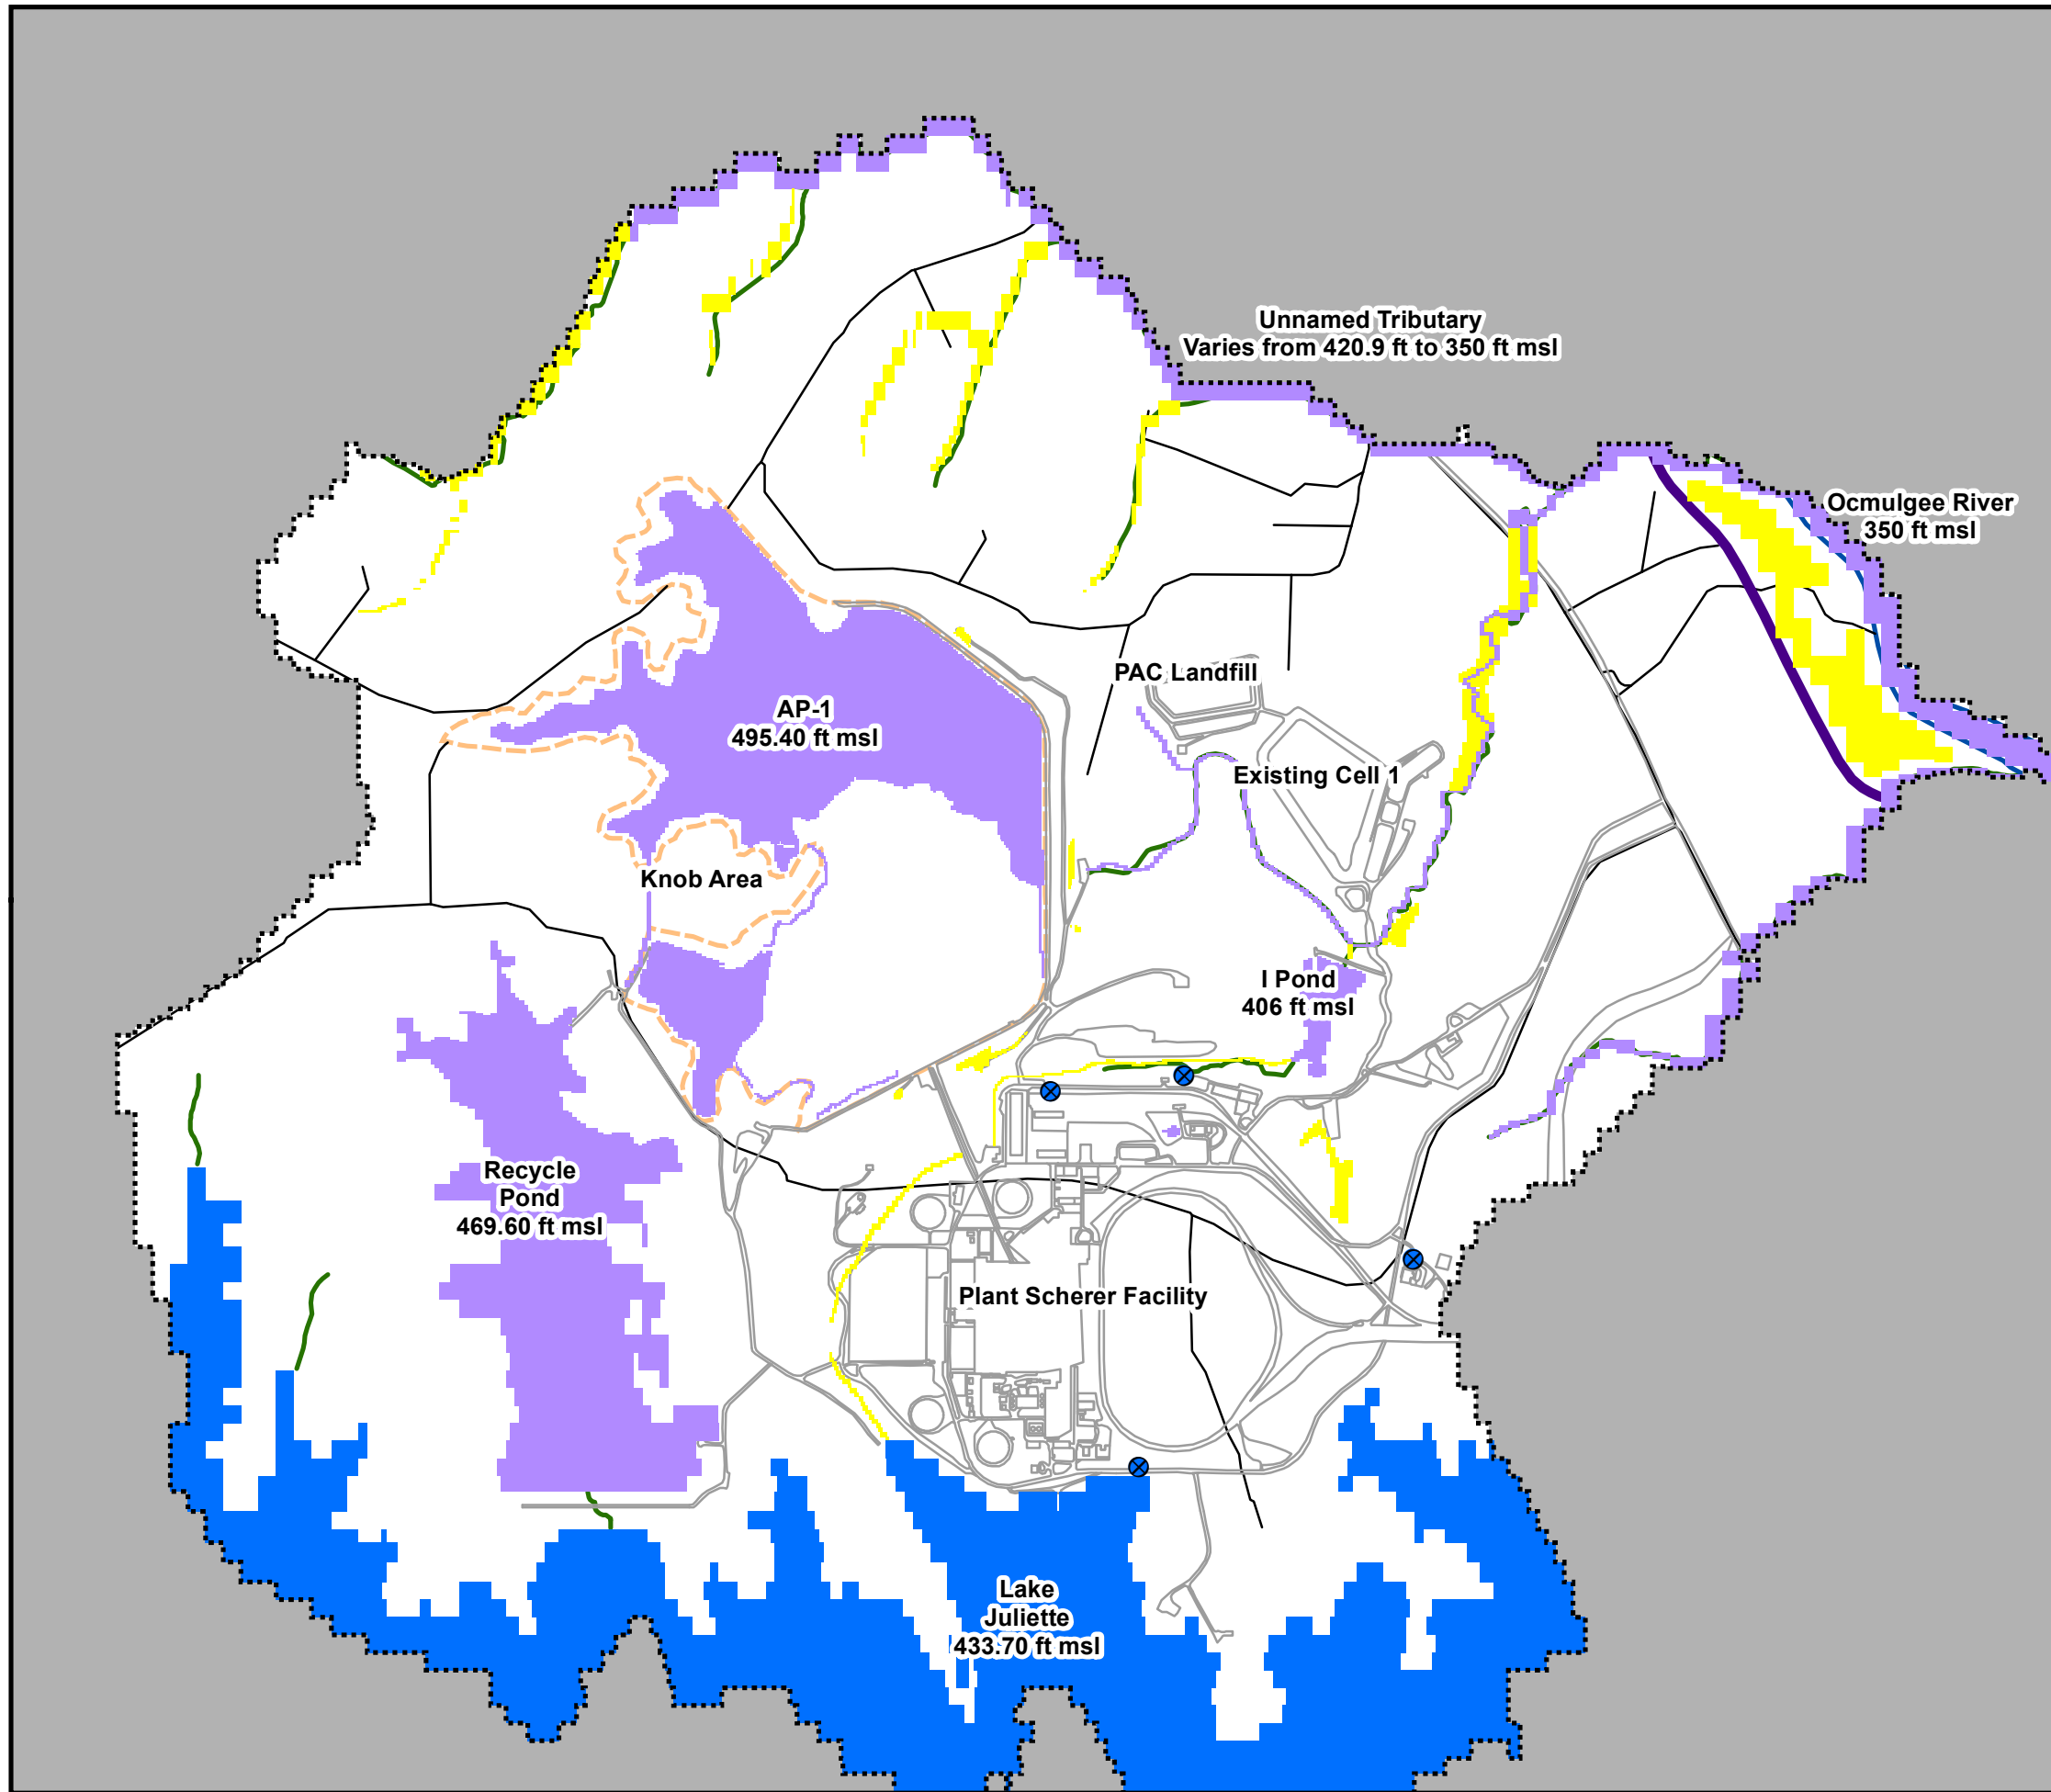 Unnamed Tributary
Varies from 420.9 ft to 350 ft msl
Ocmulgee River
350 ft msl
PAC Landfill
AP-1
495.40 ft msl
Existing Cell 1
Knob Area
I Pond
406 ft msl
Recycle
Pond
469.60 ft msl
Plant Scherer Facility
Lake
Juliette
433.70 ft msl